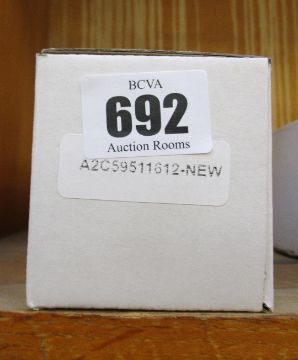 BCVA
692
Auction Rooms
A2C59511612-NEW